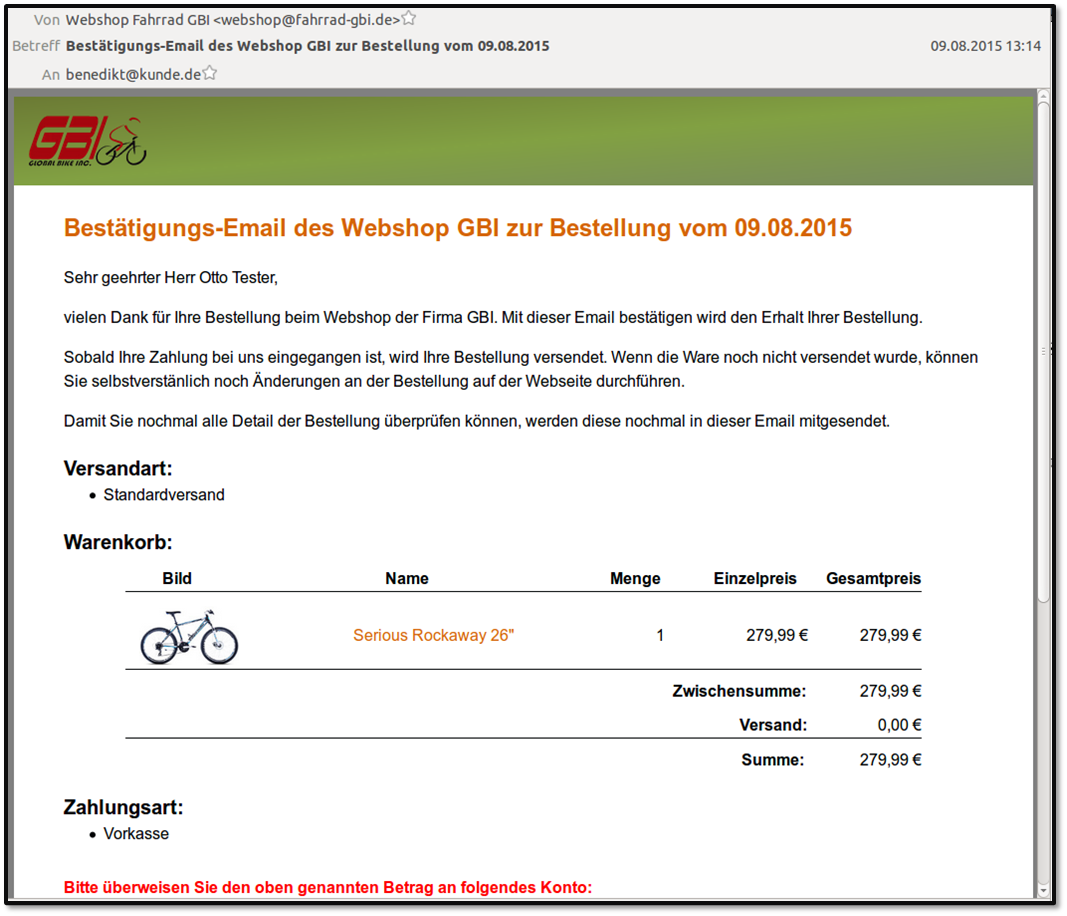 Von Webshop Fahrrad GBI <webshop@fahrrad-gbi.de>
Betreff Bestätigungs-Email des Webshop GBI zur Bestellung vom 09.08.2015 09.08.2015 13:14
An benedikt@kunde.de
GBI
GLOBAL BIKE INC.
Bestätigungs-Email des Webshop GBI zur Bestellung vom 09.08.2015
Sehr geehrter Herr Otto Tester,
vielen Dank für Ihre Bestellung beim Webshop der Firma GBI. Mit dieser Email bestätigen wird den Erhalt Ihrer Bestellung.
Sobald Ihre Zahlung bei uns eingegangen ist, wird Ihre Bestellung versendet. Wenn die Ware noch nicht versendet wurde, können
Sie selbstverstänlich noch Änderungen an der Bestellung auf der Webseite durchführen.
Damit Sie nochmal alle Detail der Bestellung überprüfen können, werden diese nochmal in dieser Email mitgesendet.
Versandart:
• Standardversand
Warenkorb:
Bild Name Menge Einzelpreis Gesamtpreis
Serious Rockaway 26" 1 279,99 € 279,99 €
Zwischensumme: 279,99 €
Versand: 0,00 €
Summe: 279,99 €
Zahlungsart:
• Vorkasse
Bitte überweisen Sie den oben genannten Betrag an folgendes Konto: